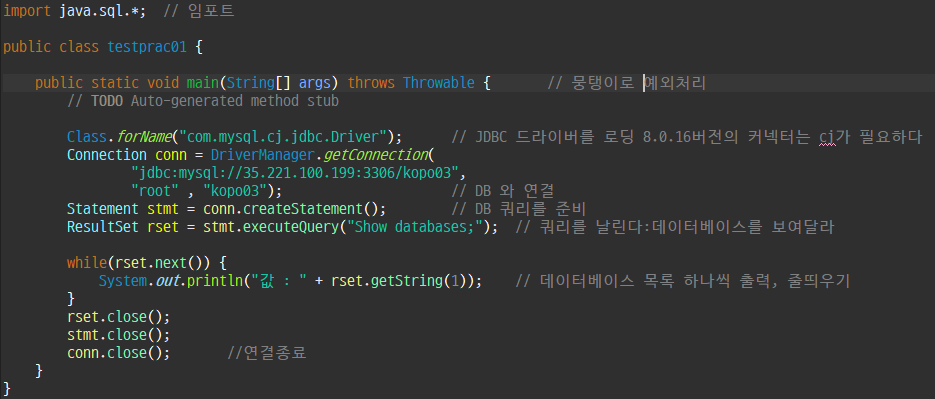 import java.sql.*;  // 임포트
public class testprac01 {
public static void main(String[] args) throws Throwable {       // 뭉탱이로 예외처리
// TODO Auto-generated method stub
Class.forName("com.mysql.cj.jdbc.Driver");      // JDBC 드라이버를 로딩 8.0.16버전의 커넥터는 cj가 필요하다
Connection conn = DriverManager.getConnection(
"jdbc:mysql://35.221.100.199:3306/kopo03",
"root" , "kopo03");                     // DB 와 연결
Statement stmt = conn.createStatement();        // DB 쿼리를 준비
ResultSet rset = stmt.executeQuery("Show databases;");  // 쿼리를 날린다:데이터베이스를 보여달라
while(rset.next()) {
System.out.println("값 : " + rset.getString(1));    // 데이터베이스 목록 하나씩 출력, 줄띄우기
}
rset.close();
stmt.close();
conn.close();       //연결종료
}
}